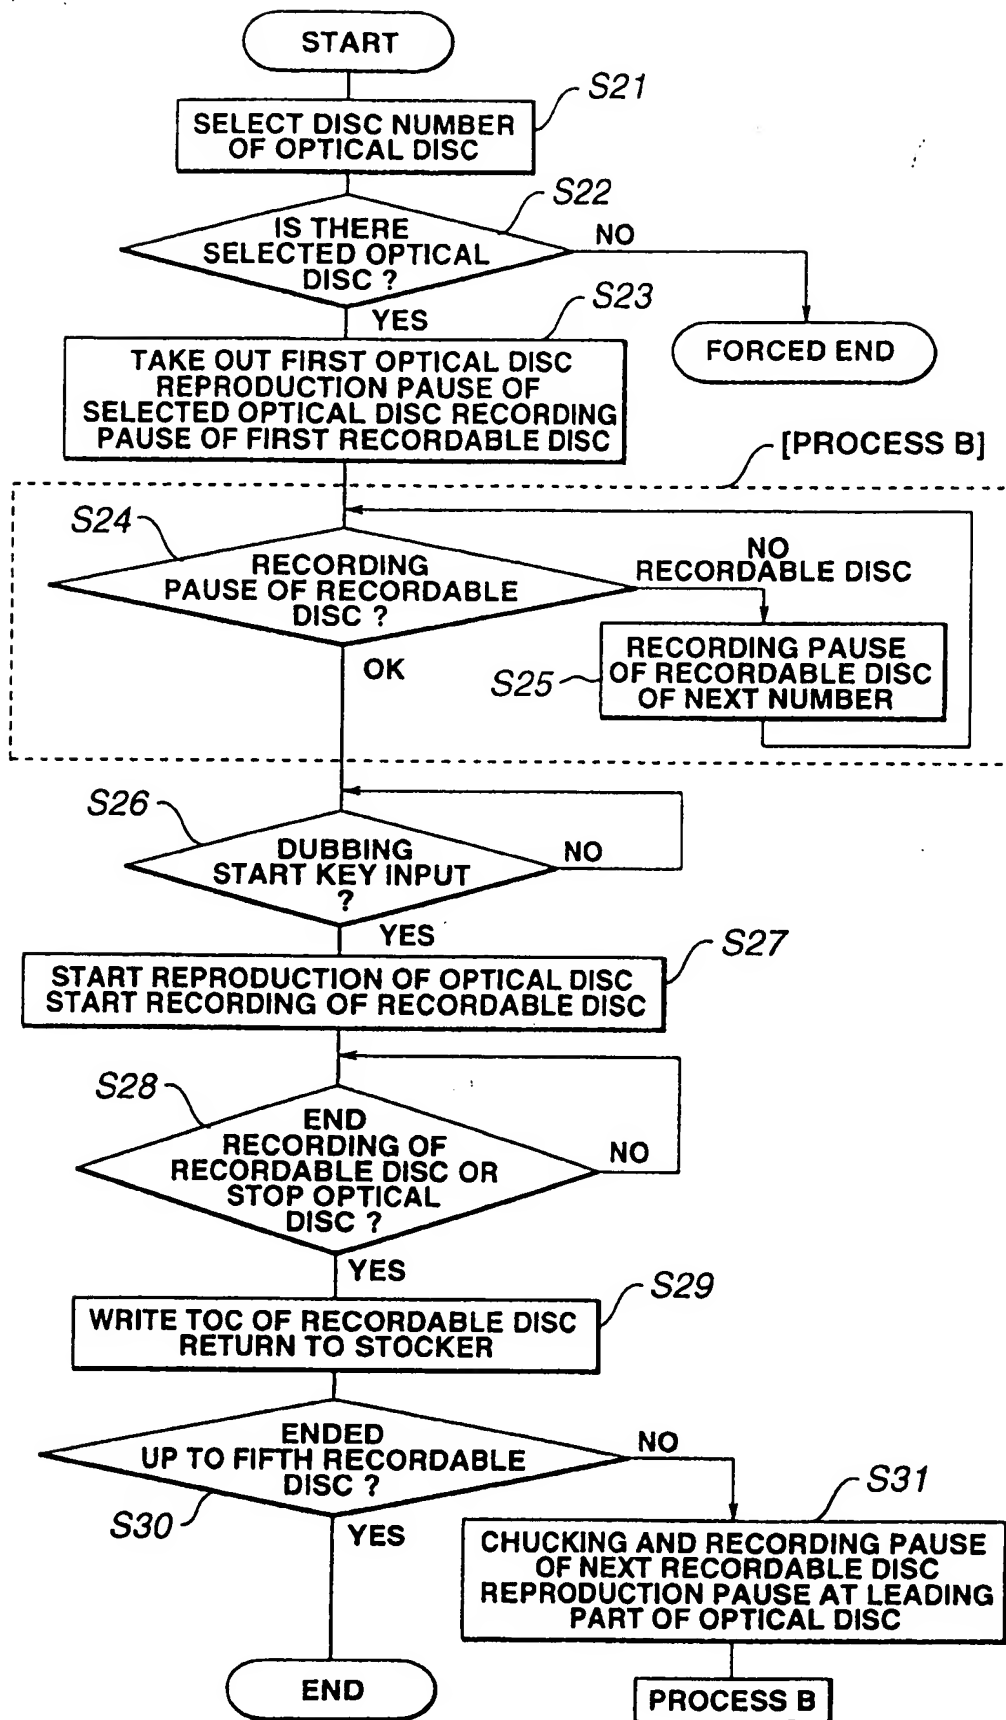 START
S21
SELECT DISC NUMBER
OF OPTICAL DISC
S22
IS THERE
SELECTED OPTICAL
DISC ?
NO
YES
S23
FORCED END
TAKE OUT FIRST OPTICAL DISC
REPRODUCTION PAUSE OF
SELECTED OPTICAL DISC RECORDING
PAUSE OF FIRST RECORDABLE DISC
[PROCESS B]
S24
RECORDING
PAUSE OF RECORDABLE
DISC ?
NO
RECORDABLE DISC
OK
S25
RECORDING PAUSE
OF RECORDABLE DISC
OF NEXT NUMBER
S26
DUBBING
START KEY INPUT
?
NO
YES
S27
START REPRODUCTION OF OPTICAL DISC
START RECORDING OF RECORDABLE DISC
S28
END
RECORDING OF
RECORDABLE DISC OR
STOP OPTICAL
DISC ?
NO
YES
S29
WRITE TOC OF RECORDABLE DISC
RETURN TO STOCKER
ENDED
UP TO FIFTH RECORDABLE
DISC ?
NO
S30
YES
S31
CHUCKING AND RECORDING PAUSE
OF NEXT RECORDABLE DISC
REPRODUCTION PAUSE AT LEADING
PART OF OPTICAL DISC
END
PROCESS B